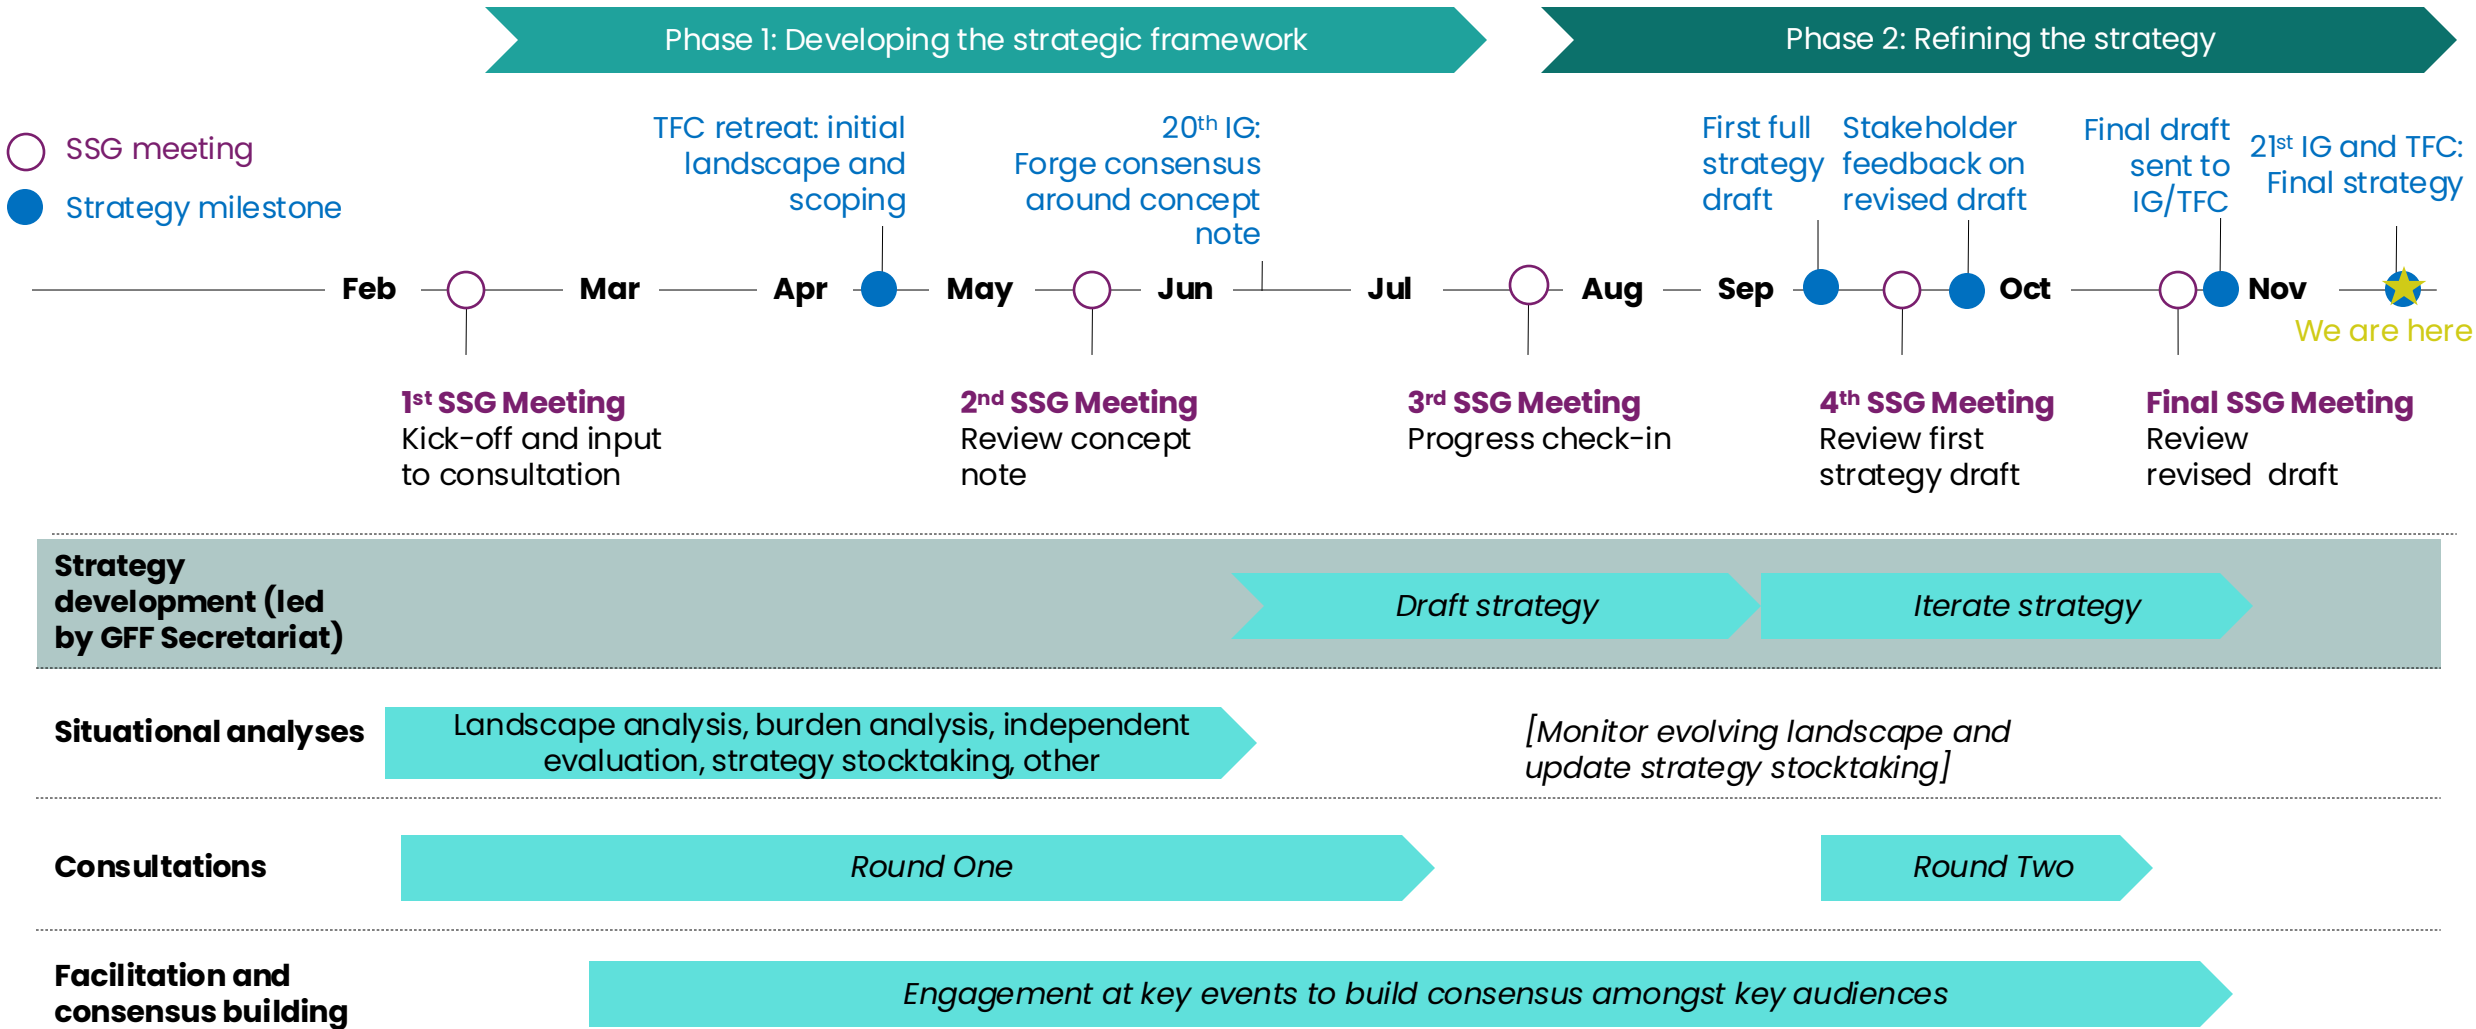 Phase 1: Developing the strategic framework
Phase 2: Refining the strategy
SSG meeting
Strategy milestone
TFC retreat: initial
landscape and
scoping
20th IG:
Forge consensus
around concept
note
First full
strategy
draft
Stakeholder
feedback on
revised draft
Final draft
sent to
IG/TFC
21st IG and TFC:
Final strategy
Feb
Mar
Apr
May
Jun
Jul
Aug
Sep
Oct
Nov
We are here
1st SSG Meeting
Kick-off and input
to consultation
2nd SSG Meeting
Review concept
note
3rd SSG Meeting
Progress check-in
4th SSG Meeting
Review first
strategy draft
Final SSG Meeting
Review
revised draft
Strategy
development (led
by GFF Secretariat)
Draft strategy
Iterate strategy
Situational analyses
Landscape analysis, burden analysis, independent
evaluation, strategy stocktaking, other
[Monitor evolving landscape and
update strategy stocktaking]
Consultations
Round One
Round Two
Facilitation and
consensus building
Engagement at key events to build consensus amongst key audiences